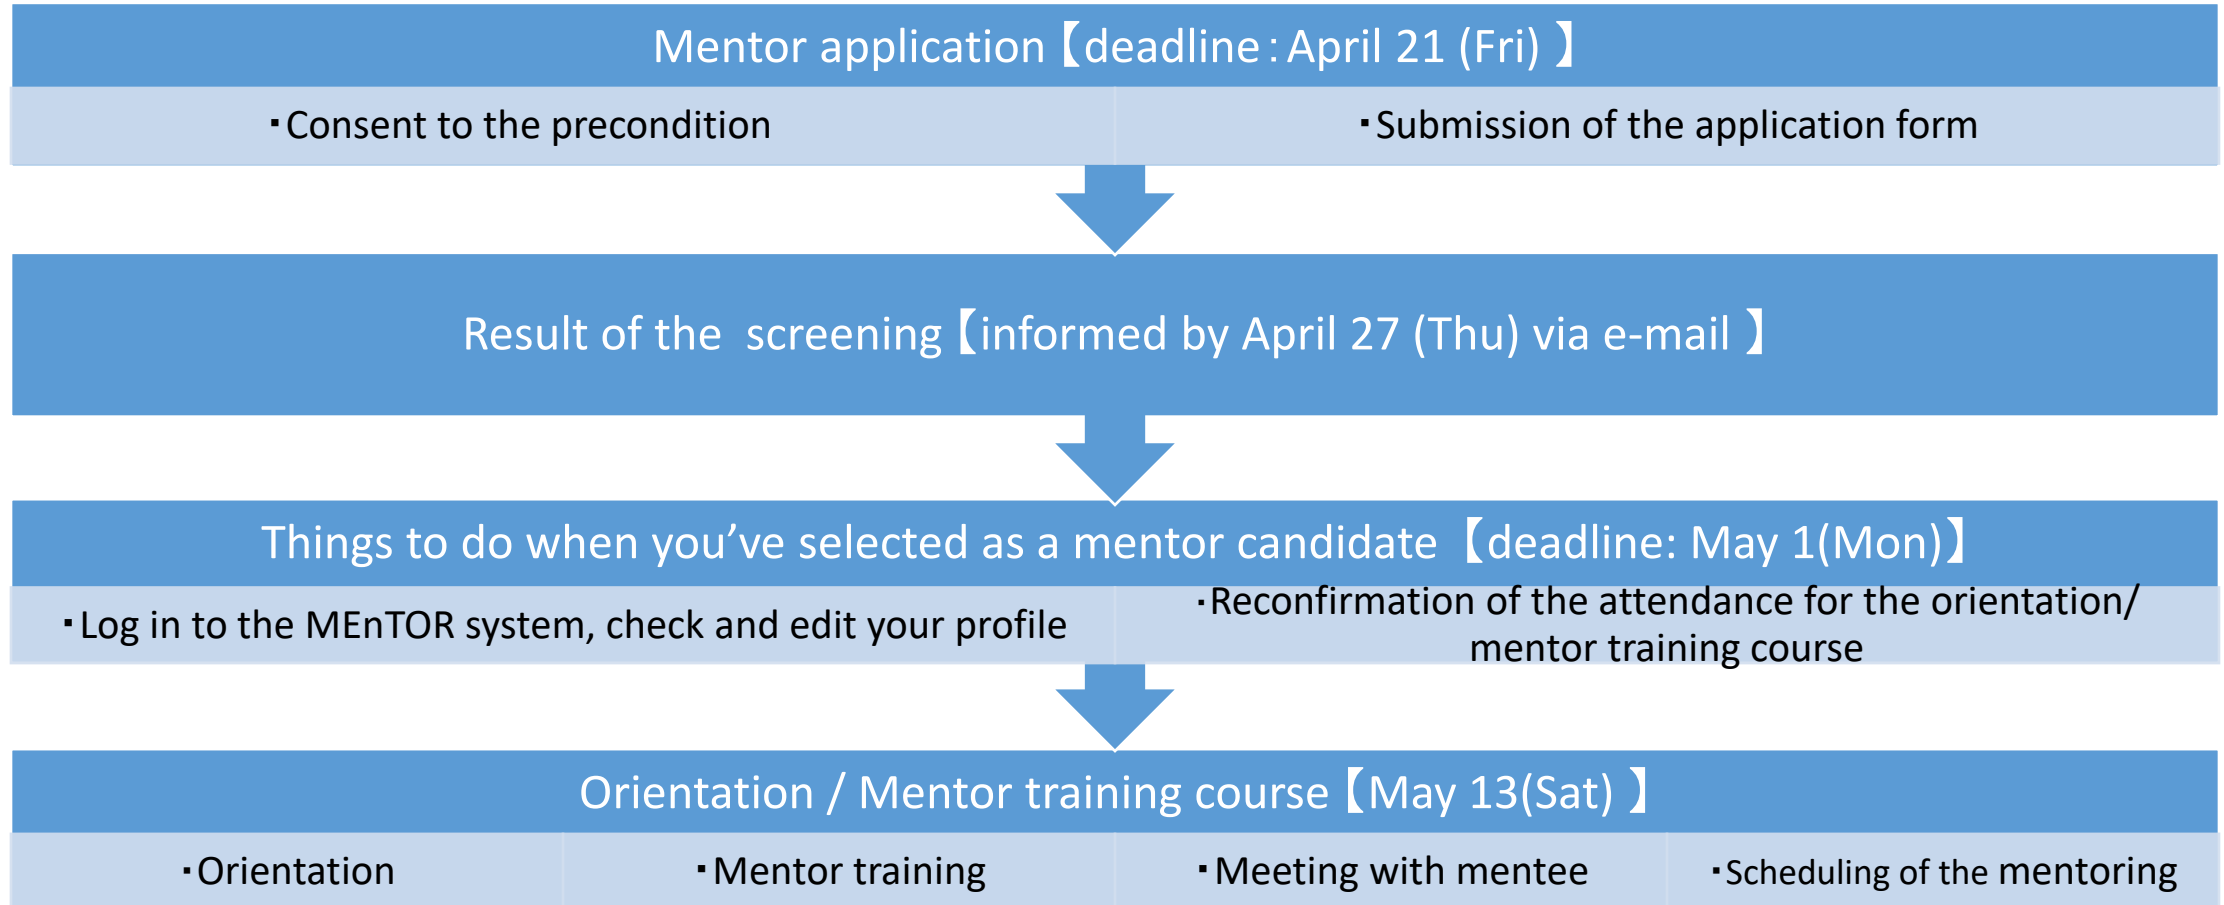 Mentor application【deadline：April 21 (Fri) 】
・Consent to the precondition
・Submission of the application form
Result of the  screening【informed by April 27 (Thu) via e-mail 】
Things to do when you’ve selected as a mentor candidate 【deadline: May 1(Mon)】
・Log in to the MEnTOR system, check and edit your profile
・Reconfirmation of the attendance for the orientation/
mentor training course
Orientation / Mentor training course【May 13(Sat) 】
・Orientation
・Mentor training
・Meeting with mentee
・Scheduling of the mentoring